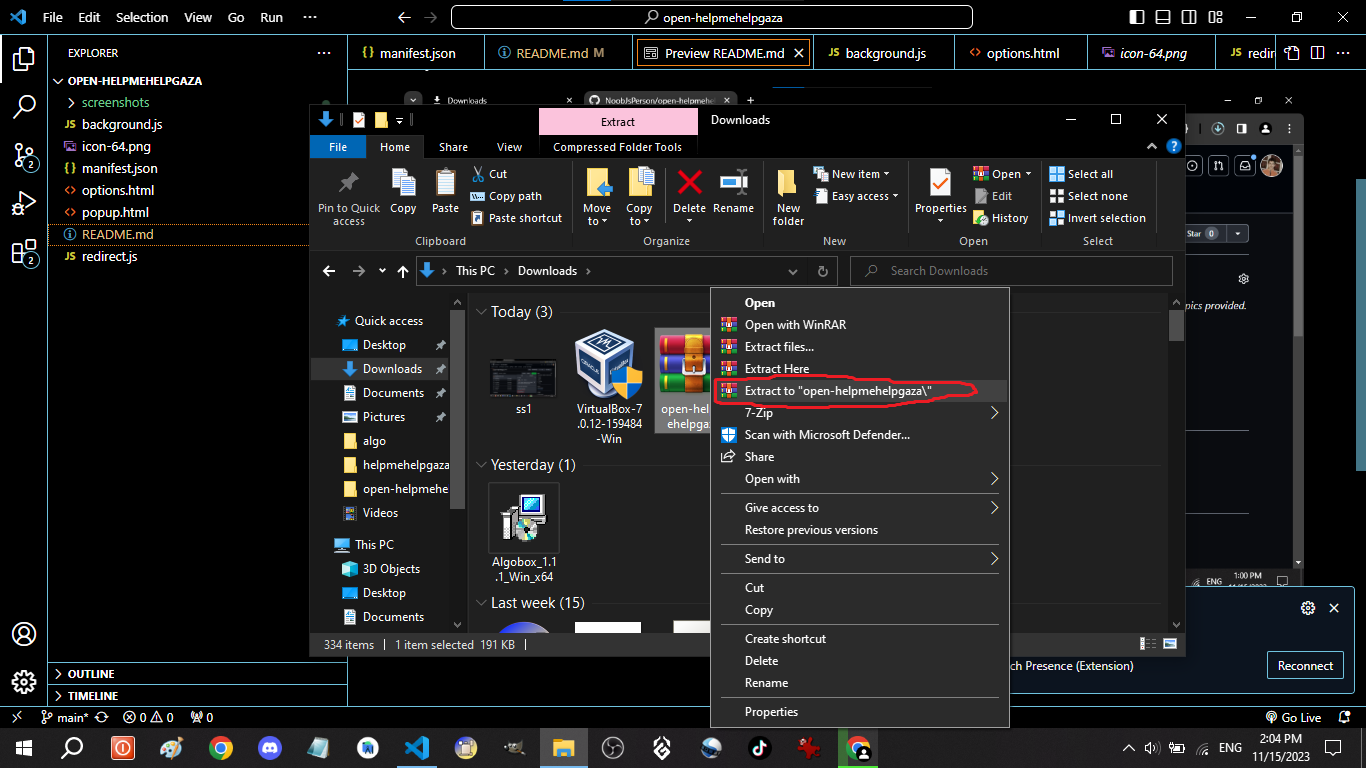 File Edit Selection View Go Run ···
open-helpmehelpgaza
EXPLORER ···
manifest.json
README.md M
Preview README.md
background.js
options.html
icon-64.png
JS redir
OPEN-HELPMEHELPGAZA
screenshots
JS background.js
icon-64.png
{} manifest.json
<> options.html
<> popup.html
README.md
JS redirect.js
Downloads
NoobJsPerson/open-helpmehe
Extract
Downloads
File Home Share View Compressed Folder Tools
Pin to Quick access
Copy
Paste
Cut
Copy path
Paste shortcut
Clipboard
Move to
Copy to
Delete
Rename
Organize
New folder
New item
Easy access
New
Properties
Open
Edit
History
Open
Select all
Select none
Invert selection
Select
Star 0
pics provided.
This PC > Downloads >
Search Downloads
Quick access
Desktop
Downloads
Documents
Pictures
algo
helpmehelpgaza
open-helpmehe
Videos
This PC
3D Objects
Desktop
Documents
Today (3)
ss1
VirtualBox-7
.0.12-159484
-Win
open-hel
ehelpgaz
Yesterday (1)
Algobox_1.1
.1_Win_x64
Last week (15)
334 items
1 item selected 191 KB
Open
Open with WinRAR
Extract files...
Extract Here
Extract to "open-helpmehelpgaza\"
7-Zip
Scan with Microsoft Defender...
Share
Open with
Give access to
Restore previous versions
Send to
Cut
Copy
Create shortcut
Delete
Rename
Properties
ENG
1:00 PM
ch Presence (Extension)
Reconnect
OUTLINE
TIMELINE
main* 0 0 0
Go Live
ENG
2:04 PM
11/15/2023